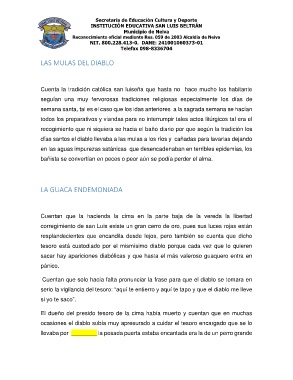 Secretaria de Educación Cultura y Deporte
INSTITUCIÓN EDUCATIVA SAN LUIS BELTRÁN
Municipio de Neiva
Reconocimiento oficial mediante Res. 059 de 2003 Alcaldía de Neiva
NIT. 800.228.413-0. DANE: 241001060373-01
Telefax 098-8336704
LAS MULAS DEL DIABLO
Cuenta la tradición católica san luiseña que hasta no hace mucho los habitante
seguían una muy fervorosas tradiciones religiosas especialmente los días de
semana santa, tal es el caso que los días anteriores a la sagrada semana se hacían
todos los preparativos y viandas para no interrumpir tales actos litúrgicos tal era el
recogimiento que ni siquiera se hacía el baño diario por que según la tradición los
días santos el diablo llevaba a las mulas a los ríos y cañadas para lavarlas dejando
en las aguas impurezas satánicas que desencadenaban en terribles epidemias, los
bañista se convertían en peces o peor aún se podía perder el alma.
LA GUACA ENDEMONIADA
Cuentan que la hacienda la cima en la parte baja de la vereda la libertad
corregimiento de san Luis existe un gran cerro de oro, pues sus luces rojas están
resplandecientes que encandila desde lejos, pero también se cuenta que dicho
tesoro está custodiado por el mismísimo diablo porque cada vez que lo quieren
sacar hay apariciones diabólicas y que hasta el más valeroso guaquero entra en
pánico.
Cuentan que solo hacía falta pronunciar la frase para que el diablo se tomara en
serio la vigilancia del tesoro: “aquí te entierro y aquí te tapo y que el diablo me lleve
si yo te saco”.
El dueño del presido tesoro de la cima había muerto y cuentan que en muchas
ocasiones el diablo subía muy apresurado a cuidar el tesoro encargado que se lo
llevaba por ________ la pesada puerta estaba encantada era la de un perro grande